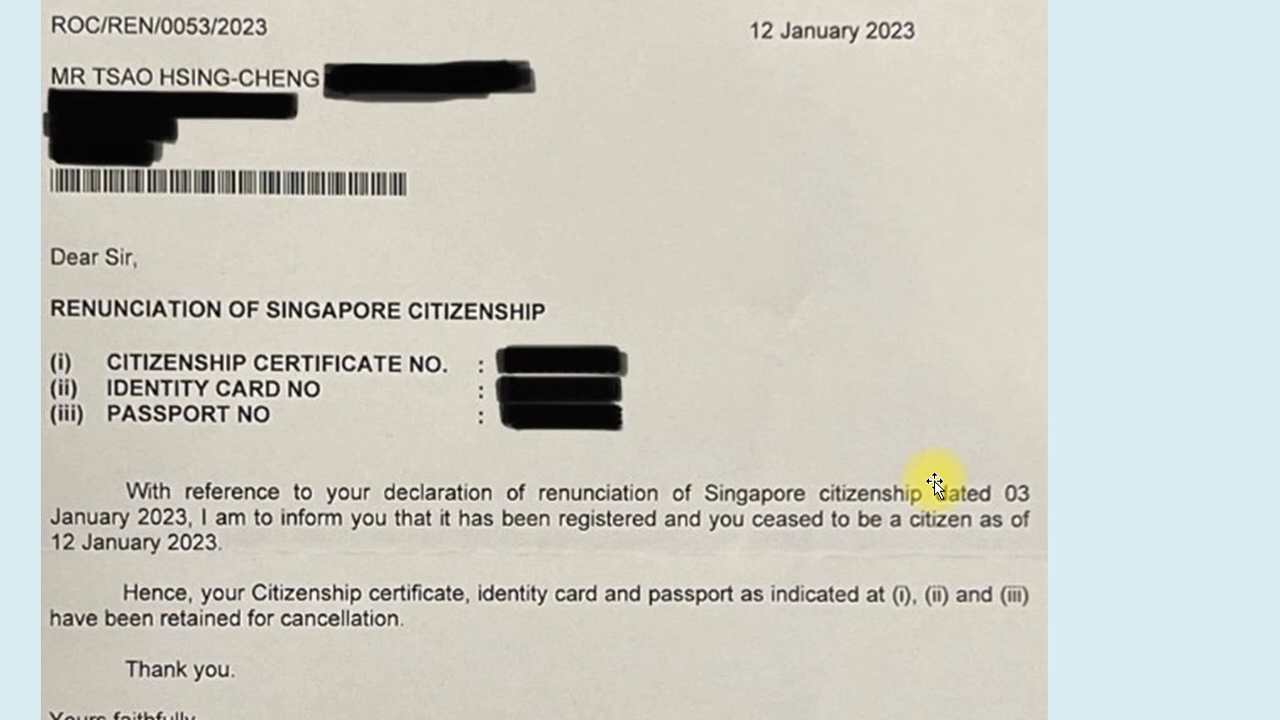 ROC/REN/0053/2023
12 January 2023
MR TSAO HSING-CHENG
Dear Sir,
RENUNCIATION OF SINGAPORE CITIZENSHIP
(i) CITIZENSHIP CERTIFICATE NO. :
(ii) IDENTITY CARD NO :
(iii) PASSPORT NO :
With reference to your declaration of renunciation of Singapore citizenship dated 03
January 2023, I am to inform you that it has been registered and you ceased to be a citizen as of
12 January 2023.
Hence, your Citizenship certificate, identity card and passport as indicated at (i), (ii) and (iii)
have been retained for cancellation.
Thank you.
Yours faithfully